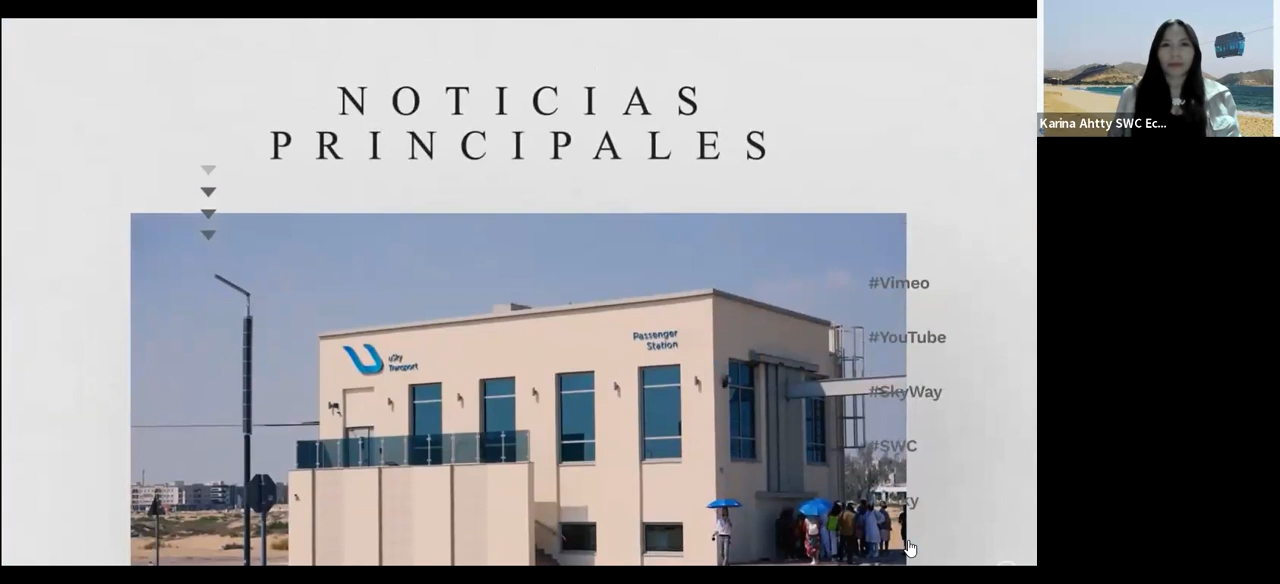 NOTICIAS
PRINCIPALES
uSky
Transport
Passenger
Station
#Vimeo
#YouTube
#SkyWay
#SWC
Karina Ahtty SWC Ec...